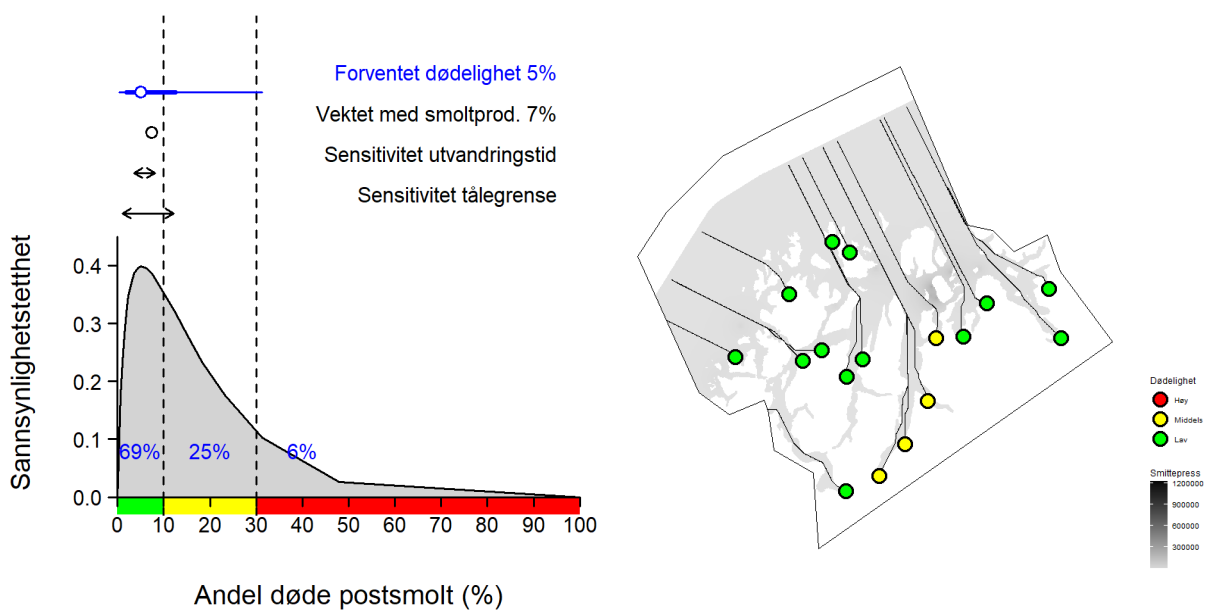 Forventet dødelighet 5%
Vektet med smoltprod. 7%
Sensitivitet utvandringstid
Sensitivitet tålegrense
Sannsynlighetstetthet
0.4
0.3
0.2
0.1
0.0
69%
25%
6%
0 10 20 30 40 50 60 70 80 90 100
Andel døde postsmolt (%)
Dødelighet
Høy
Middels
Lav
Smittepress
1200000
900000
600000
300000